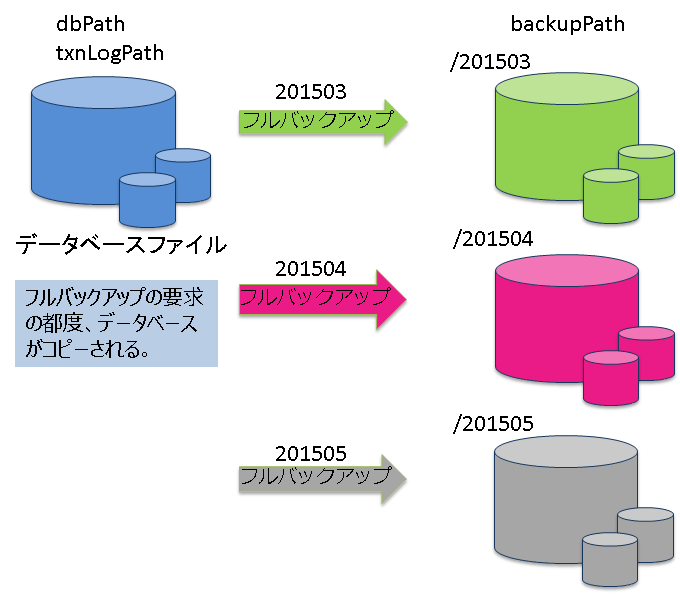 dbPath
txnLogPath
backupPath
/201503
201503
フルバックアップ
データベースファイル
/201504
201504
フルバックアップ
フルバックアップの要求
の都度、データベース
がコピーされる。
/201505
201505
フルバックアップ